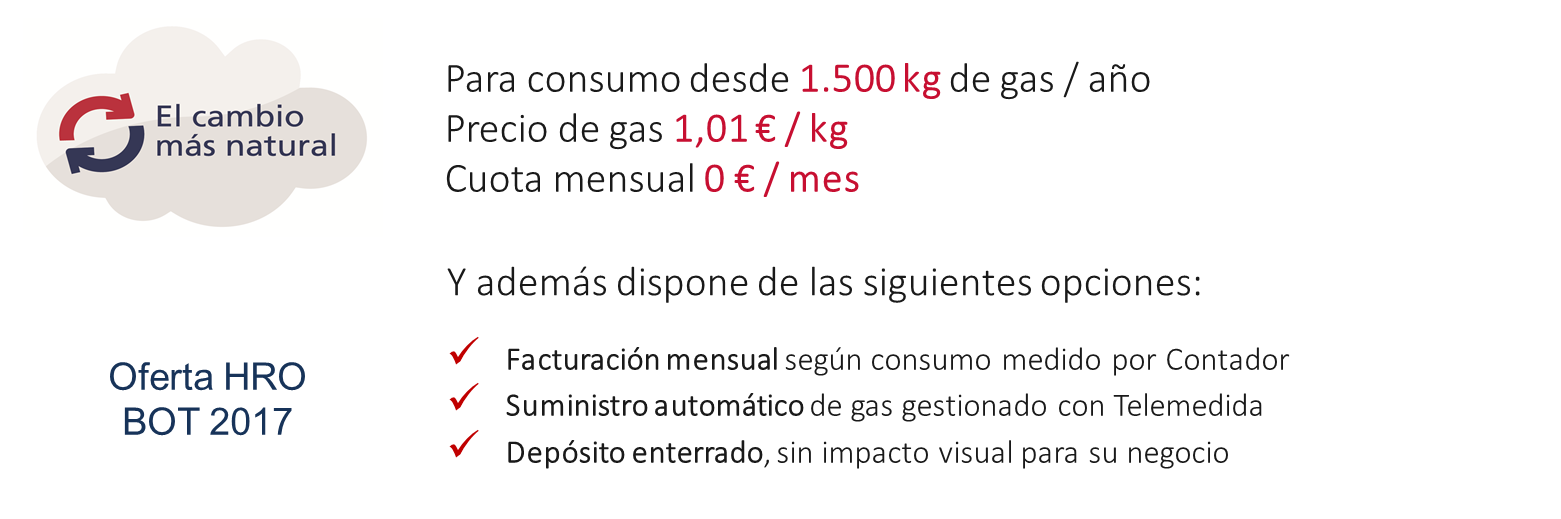 El cambio
más natural
Para consumo desde 1.500 kg de gas / año
Precio de gas 1,01 € / kg
Cuota mensual 0 € / mes
Y además dispone de las siguientes opciones:
Oferta HRO
BOT 2017
Facturación mensual según consumo medido por Contador
Suministro automático de gas gestionado con Telemedida
Depósito enterrado, sin impacto visual para su negocio